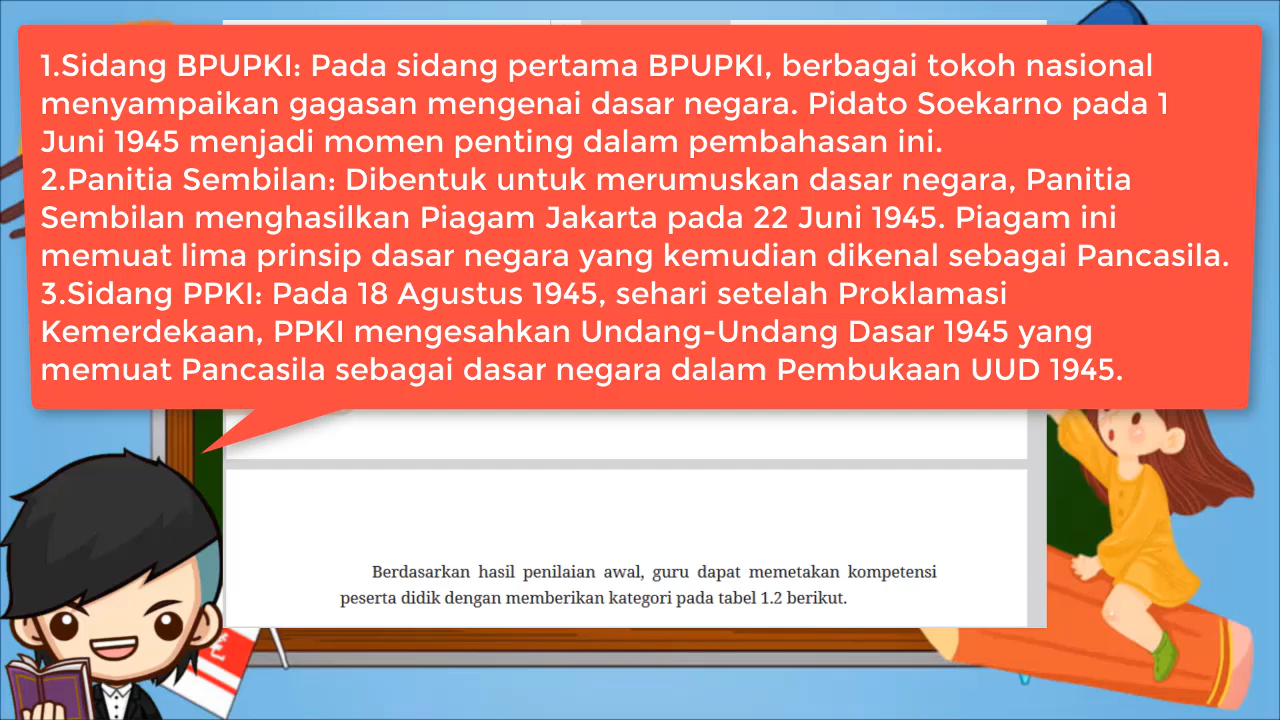 1.Sidang BPUPKI: Pada sidang pertama BPUPKI, berbagai tokoh nasional
menyampaikan gagasan mengenai dasar negara. Pidato Soekarno pada 1
Juni 1945 menjadi momen penting dalam pembahasan ini.
2.Panitia Sembilan: Dibentuk untuk merumuskan dasar negara, Panitia
Sembilan menghasilkan Piagam Jakarta pada 22 Juni 1945. Piagam ini
memuat lima prinsip dasar negara yang kemudian dikenal sebagai Pancasila.
3.Sidang PPKI: Pada 18 Agustus 1945, sehari setelah Proklamasi
Kemerdekaan, PPKI mengesahkan Undang-Undang Dasar 1945 yang
memuat Pancasila sebagai dasar negara dalam Pembukaan UUD 1945.
Berdasarkan hasil penilaian awal, guru dapat memetakan kompetensi
peserta didik dengan memberikan kategori pada tabel 1.2 berikut.